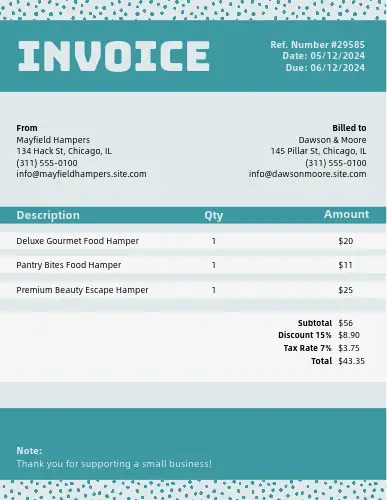 INVOICE
Ref. Number #29585
Date: 05/12/2024
Due: 06/12/2024
From
Mayfield Hampers
134 Hack St, Chicago, IL
(311) 555-0100
info@mayfieldhampers.site.com
Billed to
Dawson & Moore
145 Pillar St, Chicago, IL
(311) 555-0100
info@dawsonmoore.site.com
Description Qty Amount
Deluxe Gourmet Food Hamper 1 $20
Pantry Bites Food Hamper 1 $11
Premium Beauty Escape Hamper 1 $25
Subtotal $56
Discount 15% $8.90
Tax Rate 7% $3.75
Total $43.35
Note:
Thank you for supporting a small business!